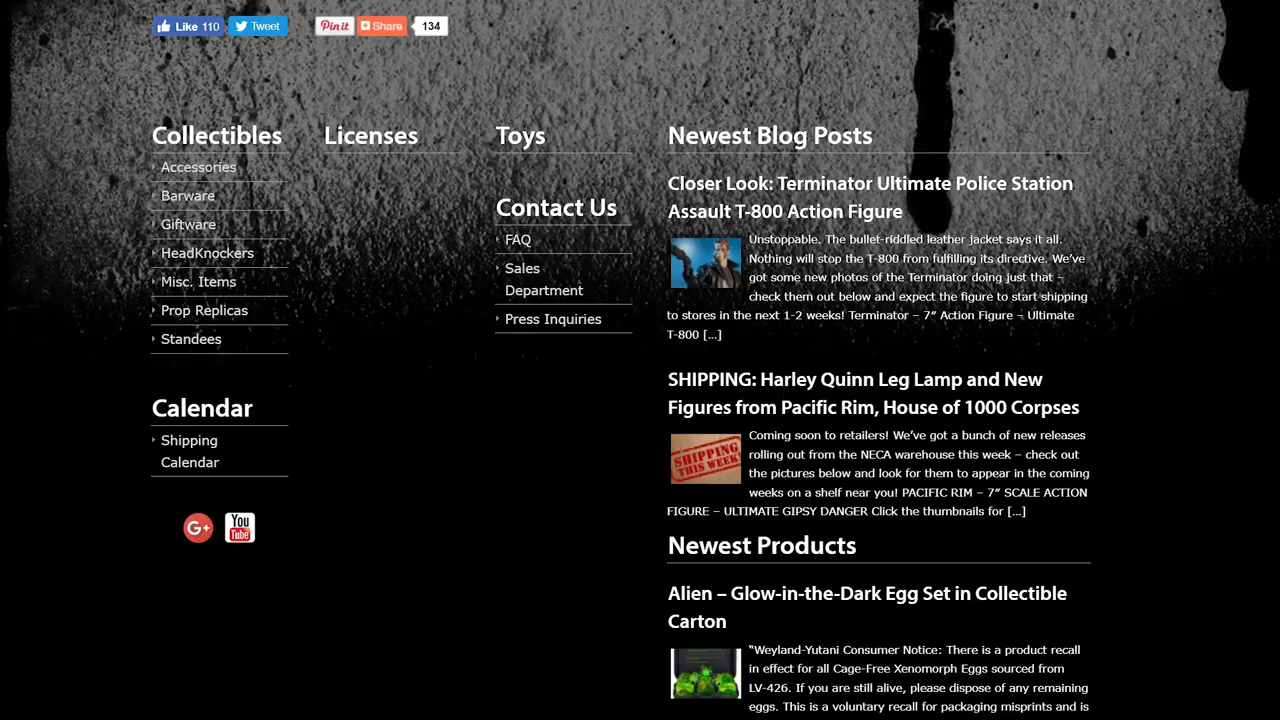 Like 110
Tweet
Pin it
Share
134
Collectibles
Accessories
Barware
Giftware
HeadKnockers
Misc. Items
Prop Replicas
Standees
Calendar
Shipping
Calendar
G+
You
Tube
Licenses
Toys
Contact Us
FAQ
Sales
Department
Press Inquiries
Newest Blog Posts
Closer Look: Terminator Ultimate Police Station
Assault T-800 Action Figure
Unstoppable. The bullet-riddled leather jacket says it all.
Nothing will stop the T-800 from fulfilling its directive. We’ve
got some new photos of the Terminator doing just that –
check them out below and expect the figure to start shipping
to stores in the next 1-2 weeks! Terminator – 7″ Action Figure – Ultimate
T-800 [...]
SHIPPING: Harley Quinn Leg Lamp and New
Figures from Pacific Rim, House of 1000 Corpses
SHIPPING
THIS WEEK!
Coming soon to retailers! We’ve got a bunch of new releases
rolling out from the NECA warehouse this week – check out
the pictures below and look for them to appear in the coming
weeks on a shelf near you! PACIFIC RIM – 7″ SCALE ACTION
FIGURE – ULTIMATE GIPSY DANGER Click the thumbnails for [...]
Newest Products
Alien – Glow-in-the-Dark Egg Set in Collectible
Carton
“Weyland-Yutani Consumer Notice: There is a product recall
in effect for all Cage-Free Xenomorph Eggs sourced from
LV-426. If you are still alive, please dispose of any remaining
eggs. This is a voluntary recall for packaging misprints and is